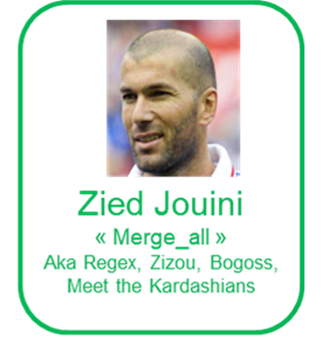 Zied Jouini
« Merge_all »
Aka Regex, Zizou, Bogoss,
Meet the Kardashians